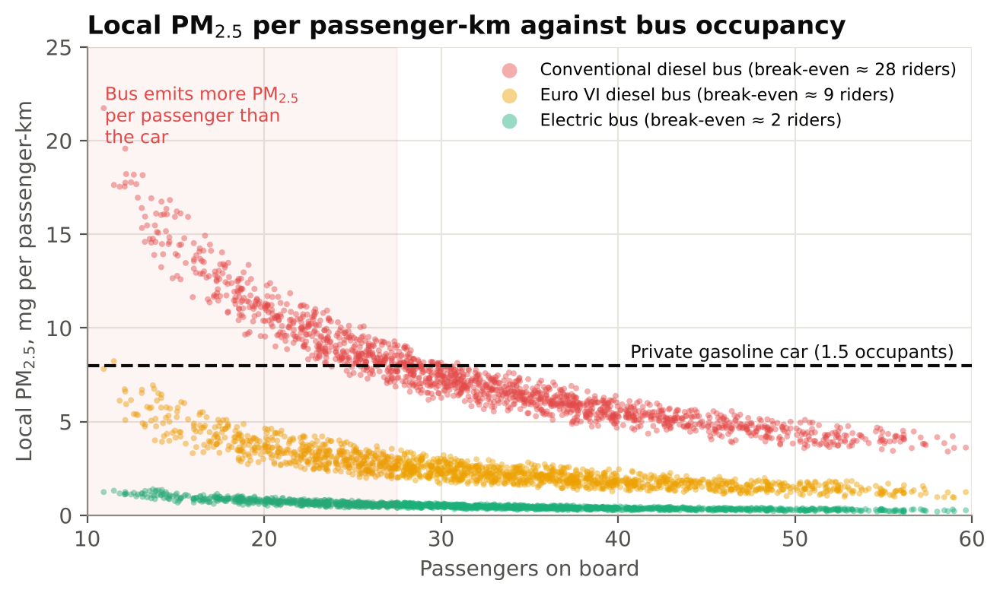 Local PM₂.₅ per passenger-km against bus occupancy
Conventional diesel bus (break-even ≈ 28 riders)
Euro VI diesel bus (break-even ≈ 9 riders)
Electric bus (break-even ≈ 2 riders)
Bus emits more PM₂.₅
per passenger than
the car
Private gasoline car (1.5 occupants)
Local PM₂.₅, mg per passenger-km
25
20
15
10
5
0
10 20 30 40 50 60
Passengers on board